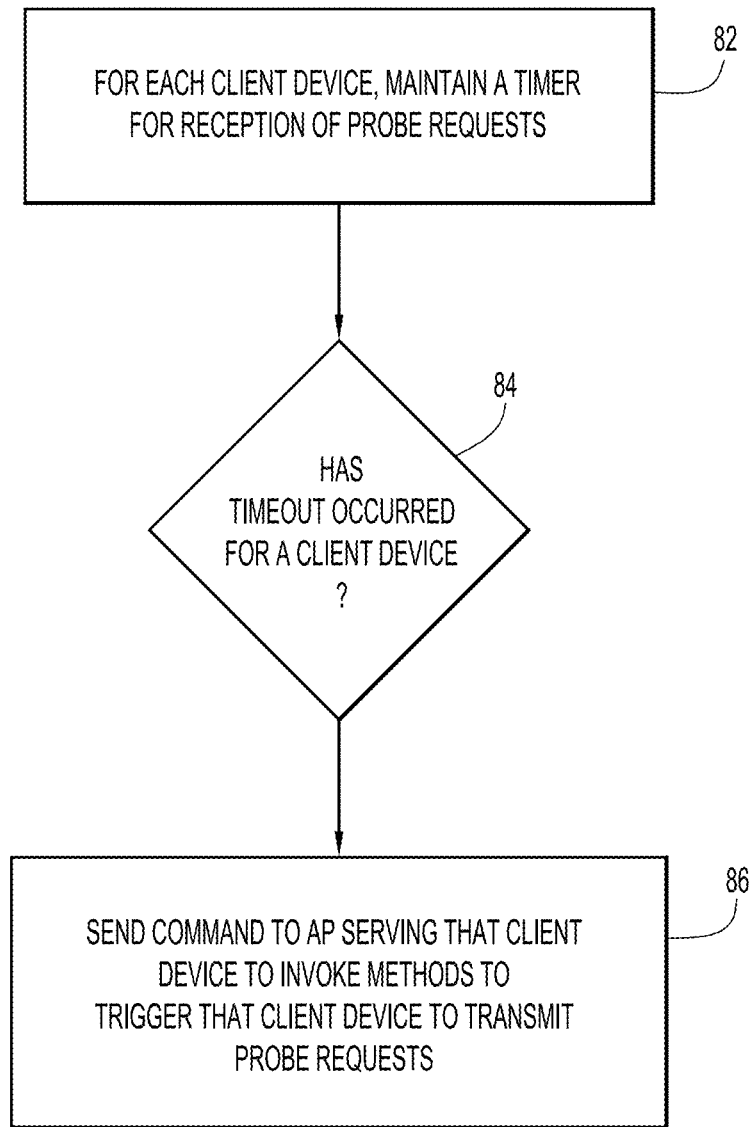 82
FOR EACH CLIENT DEVICE, MAINTAIN A TIMER
FOR RECEPTION OF PROBE REQUESTS
84
HAS
TIMEOUT OCCURRED
FOR A CLIENT DEVICE
?
86
SEND COMMAND TO AP SERVING THAT CLIENT
DEVICE TO INVOKE METHODS TO
TRIGGER THAT CLIENT DEVICE TO TRANSMIT
PROBE REQUESTS